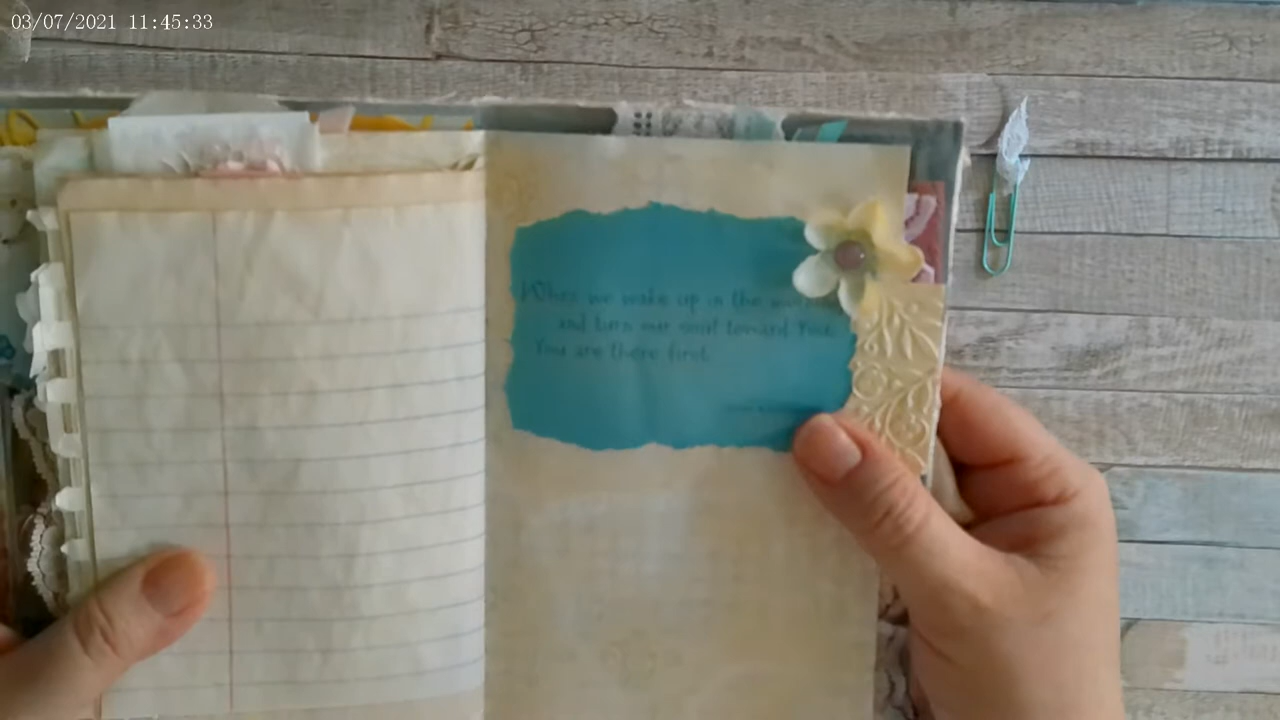 03/07/2021 11:45:33
When we wake up in the
and turn our soul toward You
You are there first.